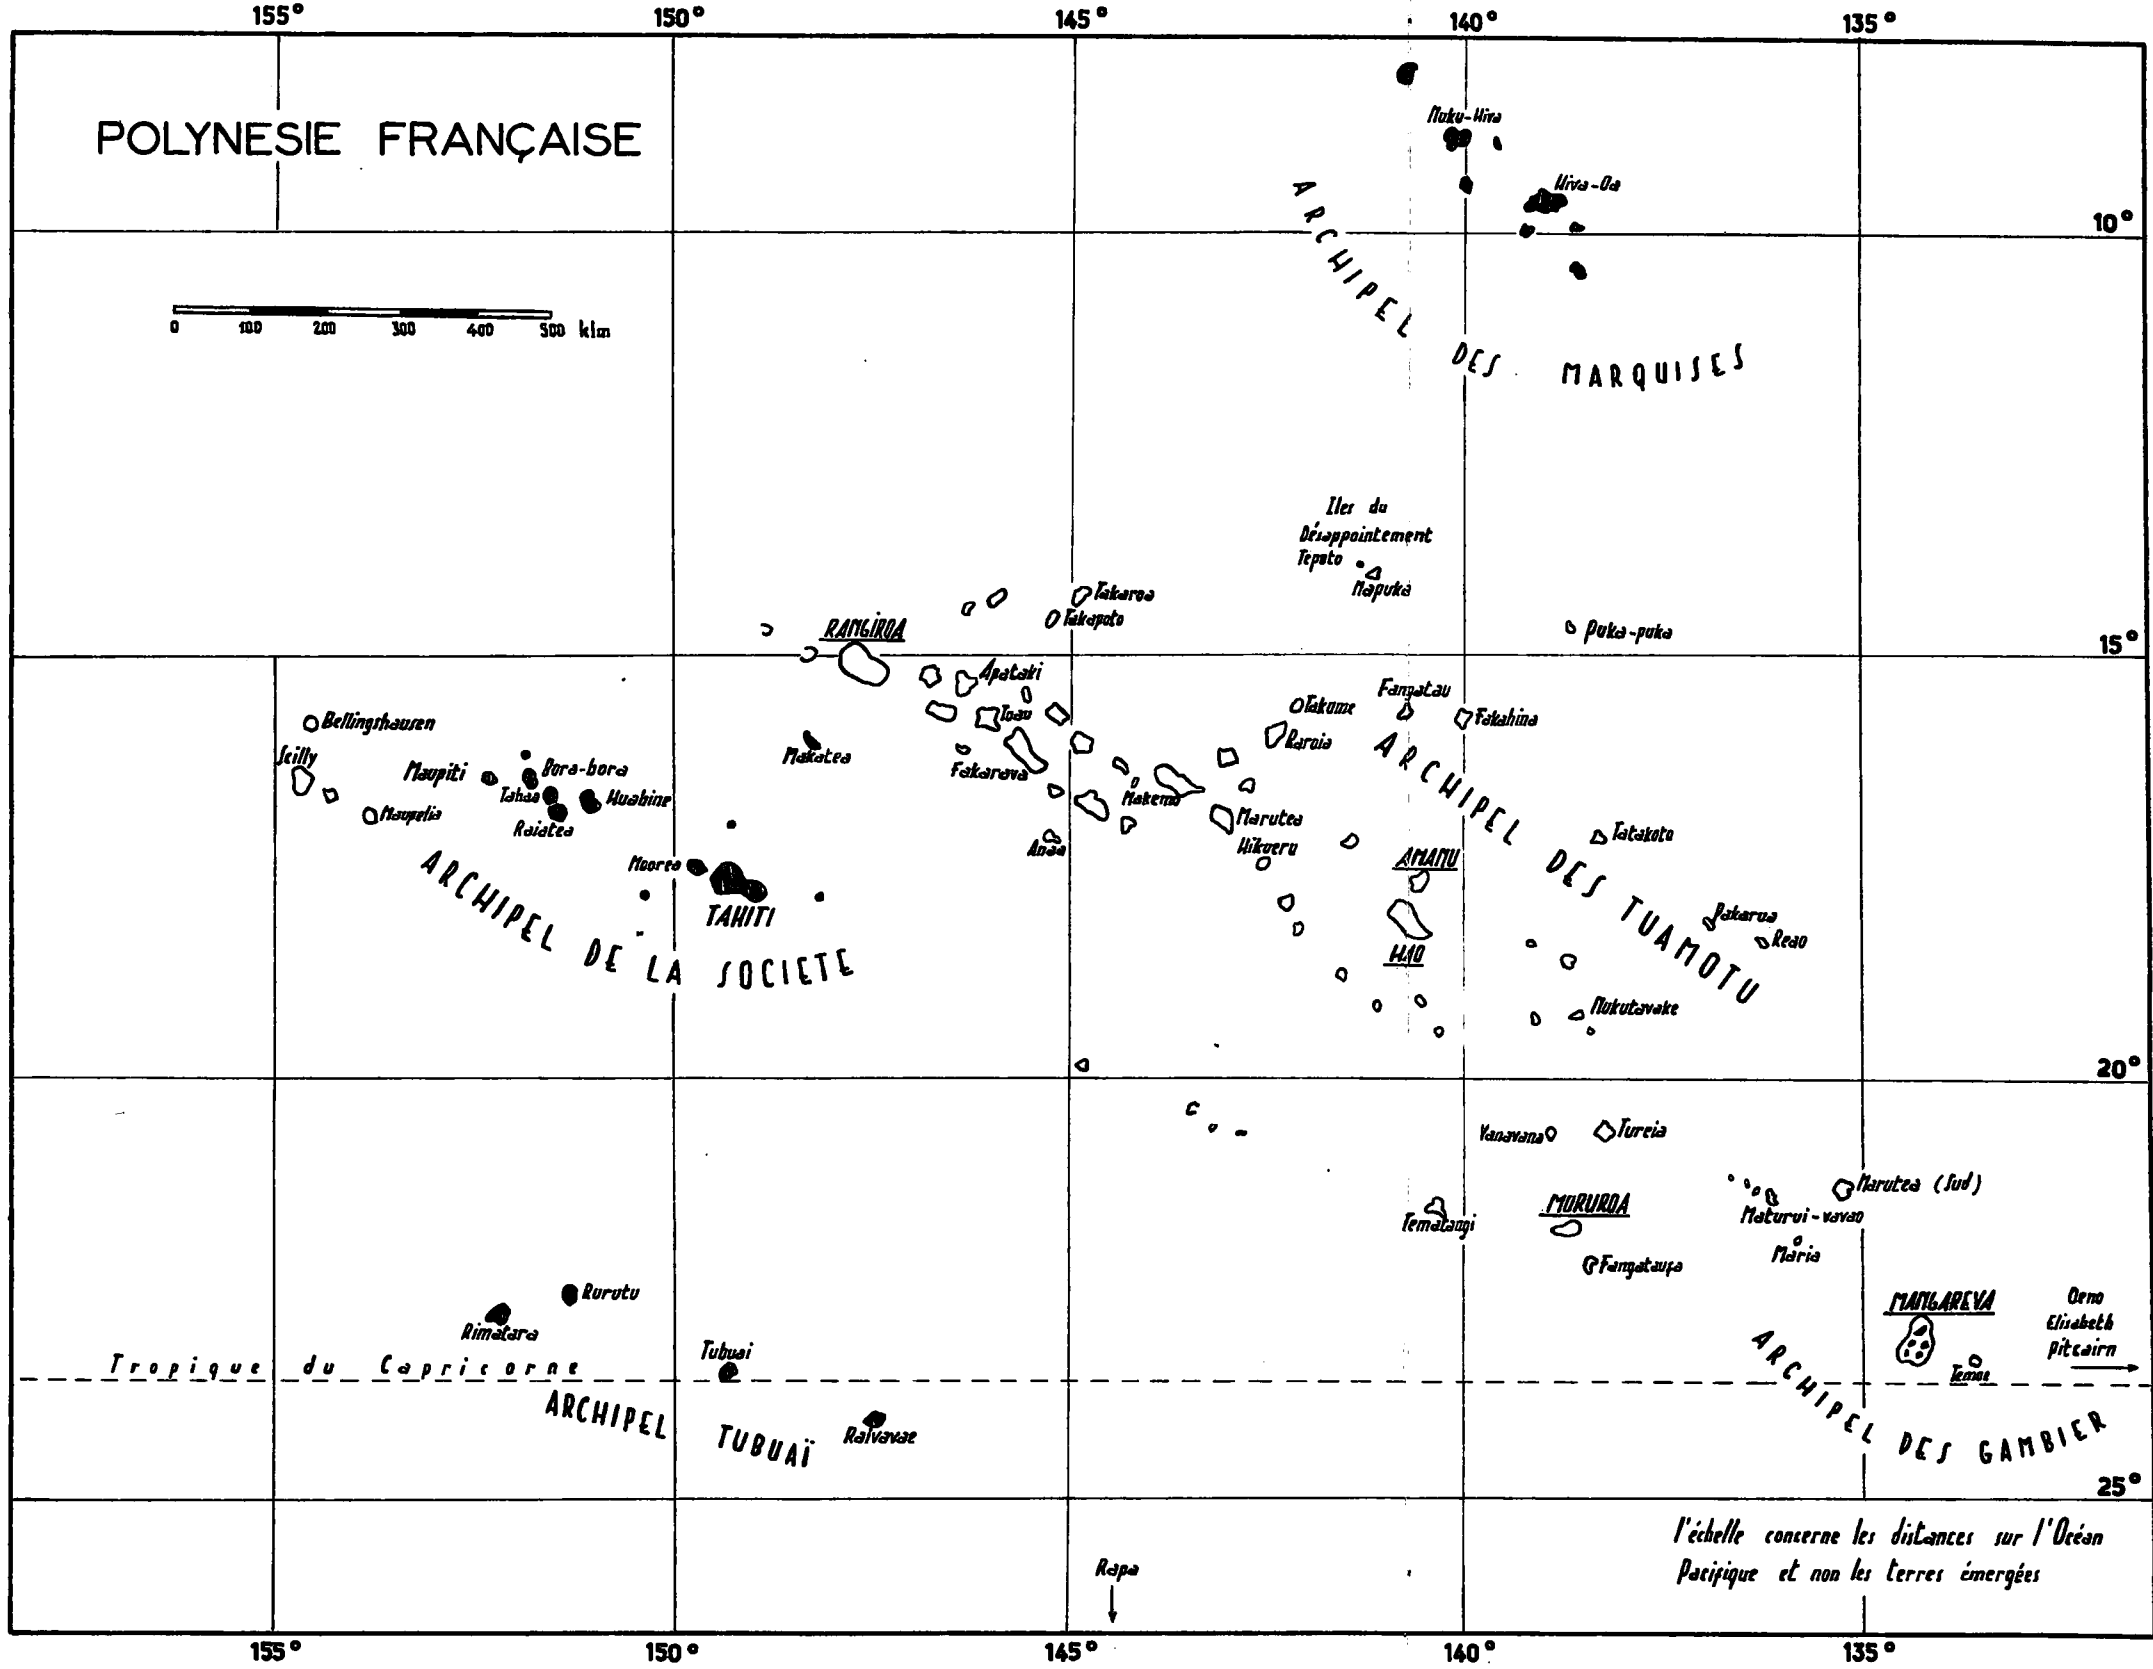 155° 150° 145° 140° 135°
POLYNESIE FRANÇAISE
Nuku-Hiva
Hiva-Oa
10°
0 100 200 300 400 500 klm
ARCHIPEL DES MARQUISES
Iles du
Désappointement
Tepoto
Napuka
Takaroa
Takapoto
RANGIROA
Puka-puka
15°
Apataki
Fangatau
Takume
Toau
Fakahina
Bellingshausen
Raroia
Scilly
Makatea
Maupiti
Bora-bora
Fakarava
Tahaa
Huahine
Makemo
Maupelia
Raiatea
Marutea
Tatakoto
Anaa
Hikueru
AMANU
Moorea
TAHITI
Pakarua
Reao
HAO
ARCHIPEL DE LA SOCIETE
ARCHIPEL DES TUAMOTU
Nukutavake
20°
Vanavana
Tureia
Marutea (Sud)
MORUROA
Maturui-vavao
Tematangi
Maria
Fangataufa
Rurutu
MANGAREVA
Oeno
Elisabeth
Pitcairn
Rimatara
Tubuai
Tropique du Capricorne
Temoe
ARCHIPEL TUBUAÏ
Raivavae
ARCHIPEL DES GAMBIER
25°
l'échelle concerne les distances sur l'Océan
Pacifique et non les terres émergées
Rapa
155° 150° 145° 140° 135°